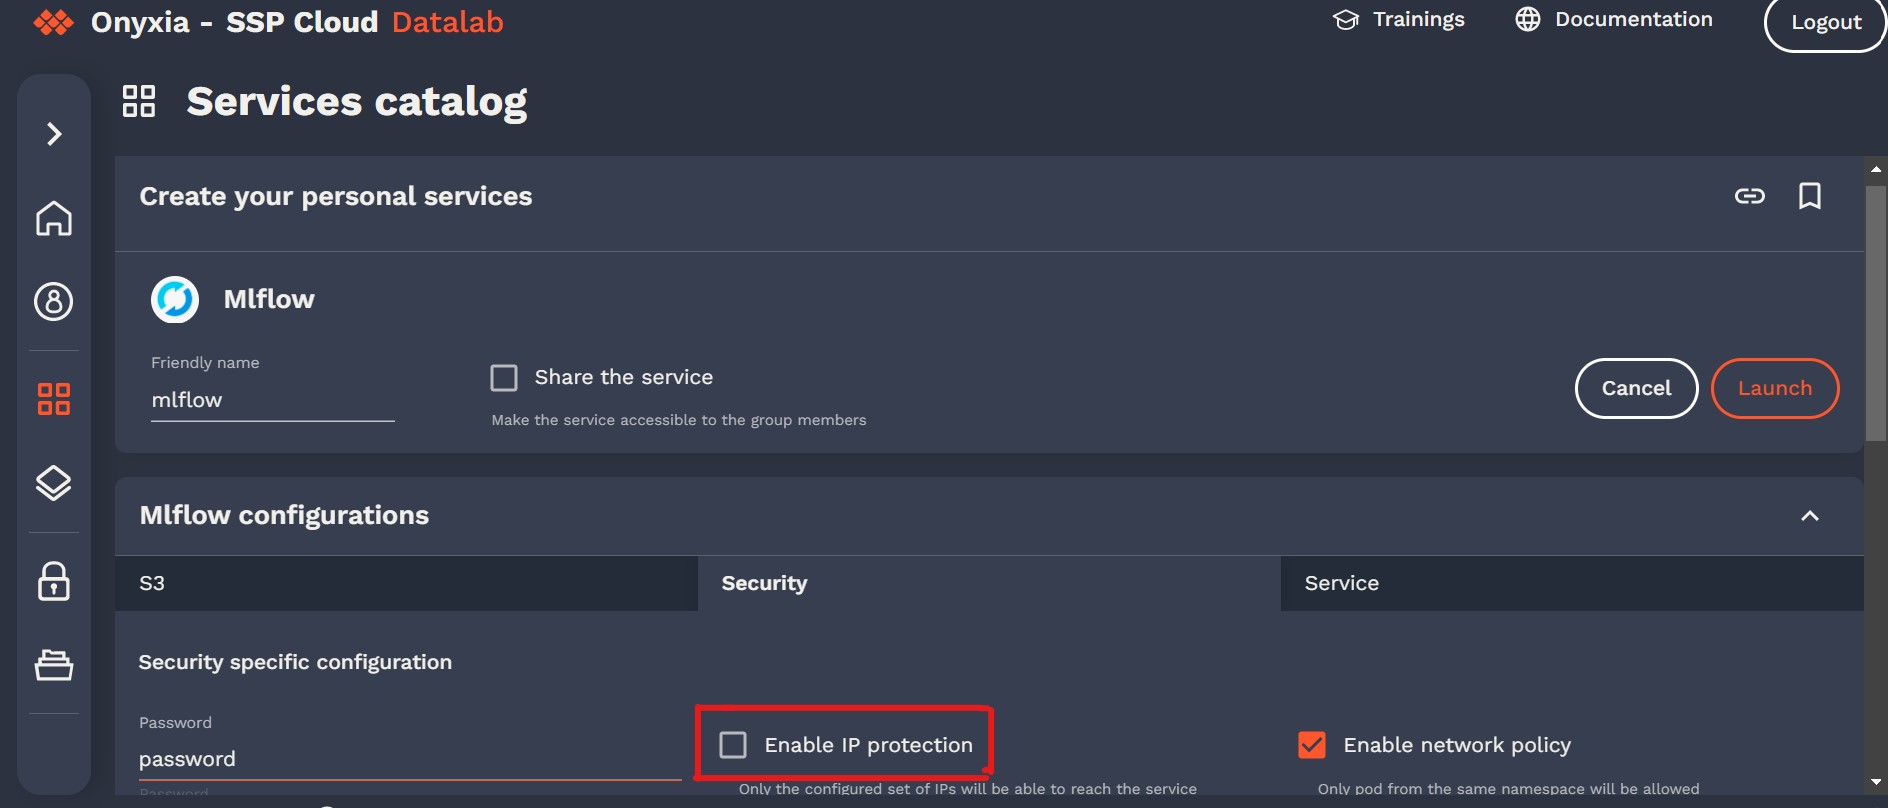 Onyxia - SSP Cloud Datalab
Trainings
Documentation
Logout
Services catalog
Create your personal services
Mlflow
Friendly name
mlflow
Share the service
Make the service accessible to the group members
Cancel
Launch
Mlflow configurations
S3
Security
Service
Security specific configuration
Password
password
Password
Enable IP protection
Only the configured set of IPs will be able to reach the service
Enable network policy
Only pod from the same namespace will be allowed